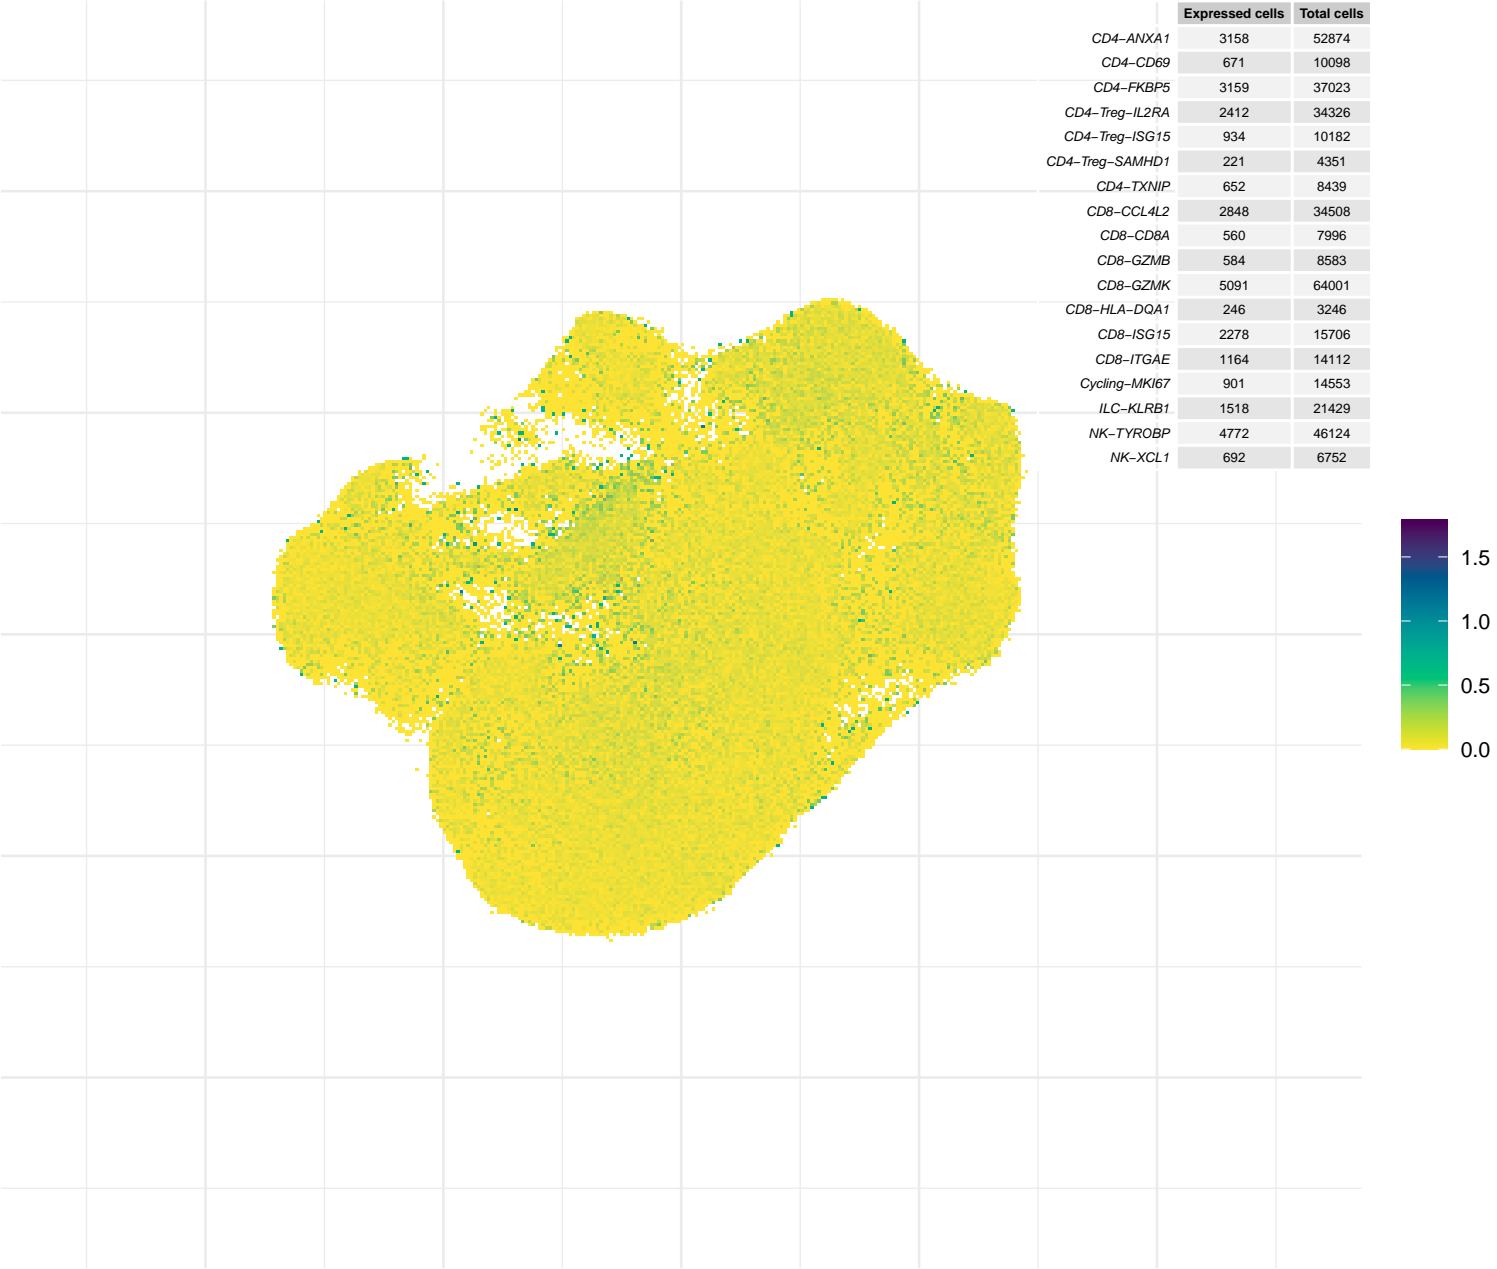 Expressed cells Total cells
CD4−ANXA1 3158 52874
CD4−CD69 671 10098
CD4−FKBP5 3159 37023
CD4−Treg−IL2RA 2412 34326
CD4−Treg−ISG15 934 10182
CD4−Treg−SAMHD1 221 4351
CD4−TXNIP 652 8439
CD8−CCL4L2 2848 34508
CD8−CD8A 560 7996
CD8−GZMB 584 8583
CD8−GZMK 5091 64001
CD8−HLA−DQA1 246 3246
CD8−ISG15 2278 15706
CD8−ITGAE 1164 14112
Cycling−MKI67 901 14553
ILC−KLRB1 1518 21429
NK−TYROBP 4772 46124
NK−XCL1 692 6752
1.5
1.0
0.5
0.0